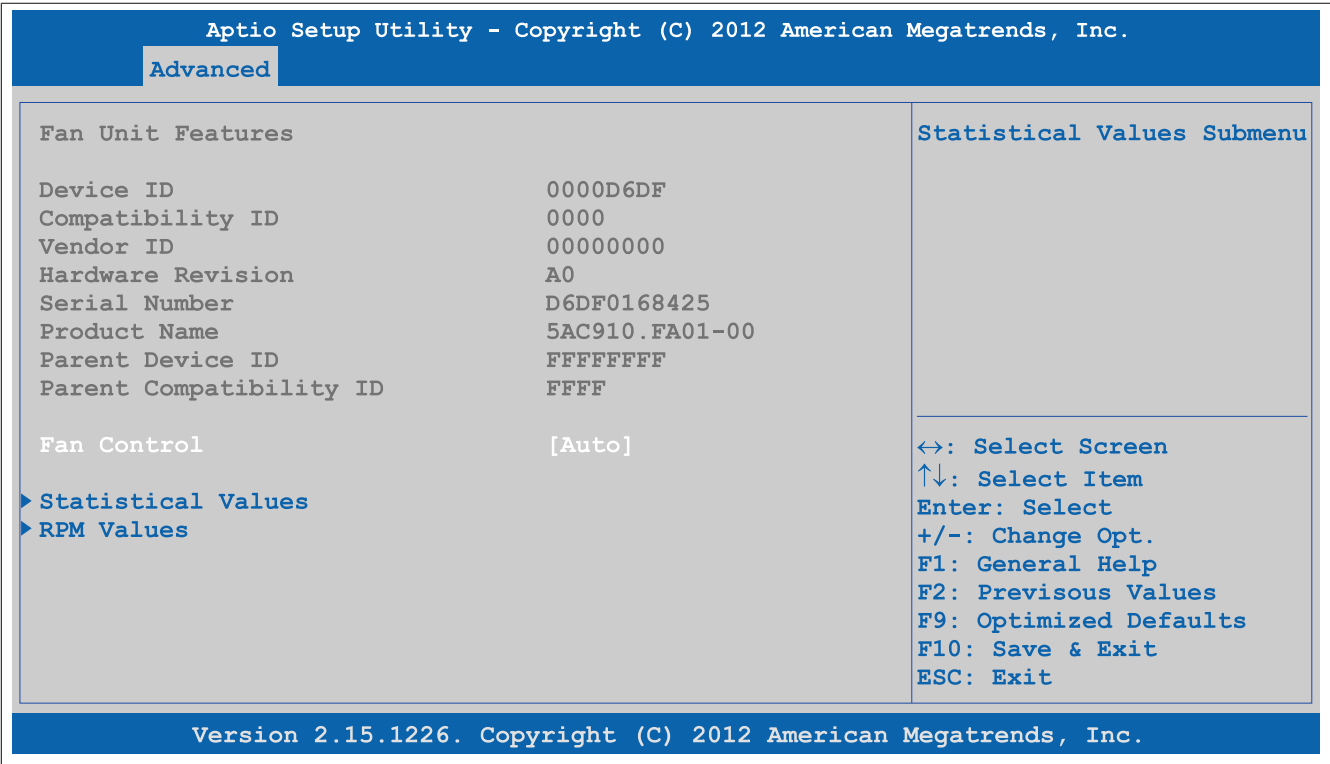 Aptio Setup Utility - Copyright (C) 2012 American Megatrends, Inc.
Advanced
Fan Unit Features
Device ID 0000D6DF
Compatibility ID 0000
Vendor ID 00000000
Hardware Revision A0
Serial Number D6DF0168425
Product Name 5AC910.FA01-00
Parent Device ID FFFFFFFF
Parent Compatibility ID FFFF
Fan Control [Auto]
Statistical Values
RPM Values
Statistical Values Submenu
↔: Select Screen
↑↓: Select Item
Enter: Select
+/-: Change Opt.
F1: General Help
F2: Previsous Values
F9: Optimized Defaults
F10: Save & Exit
ESC: Exit
Version 2.15.1226. Copyright (C) 2012 American Megatrends, Inc.